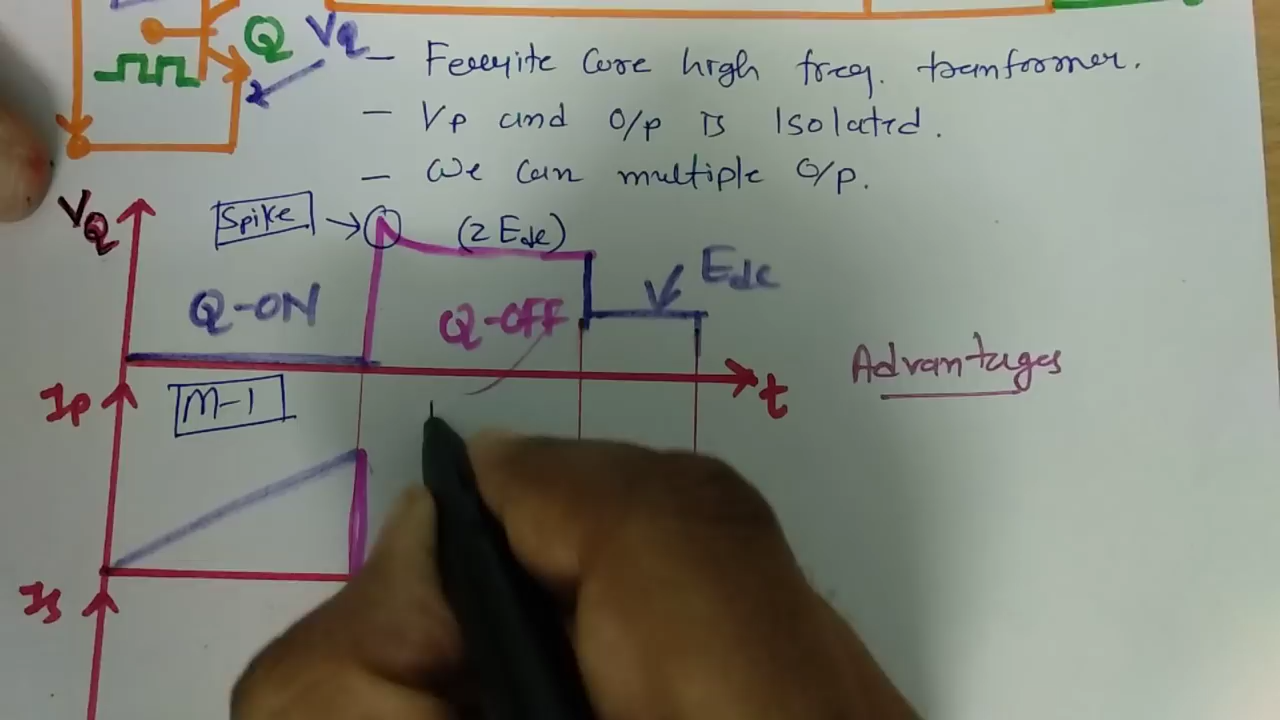 Q VQ
- Ferrite Core high freq. transformer.
- Vp and O/p is Isolated.
- We can multiple O/p.
VQ
Spike
(2 Edc)
Edc
Q-ON
Q-OFF
Advantages
t
Ip
M-1
Is